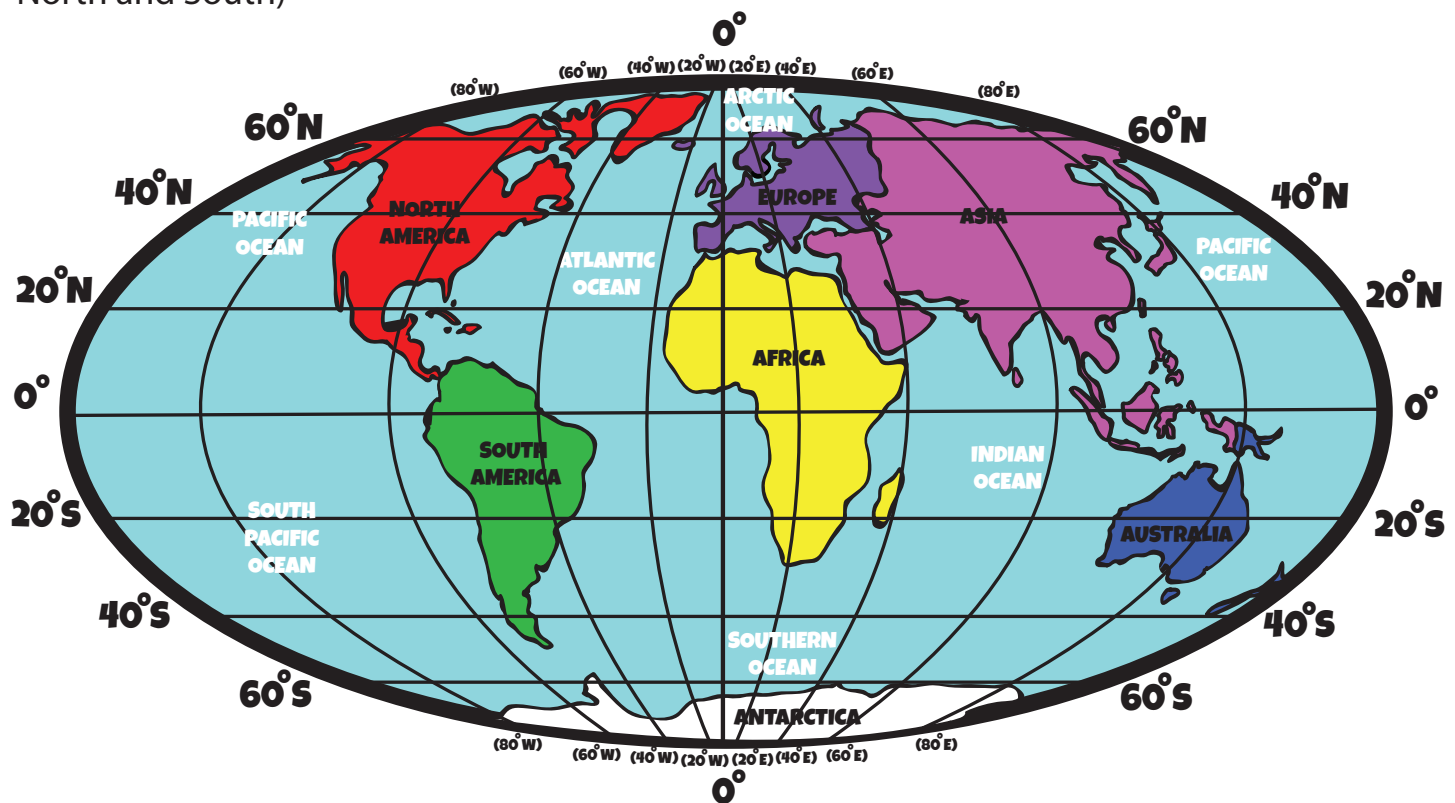 North and South)
0°
(80°W) (60°W) (40°W) (20°W) (20°E) (40°E) (60°E) (80°E)
ARCTIC
OCEAN
60°N 60°N
40°N 40°N
EUROPE
NORTH
AMERICA
ASIA
PACIFIC
OCEAN
PACIFIC
OCEAN
ATLANTIC
OCEAN
20°N 20°N
AFRICA
0° 0°
SOUTH
AMERICA
INDIAN
OCEAN
20°S 20°S
SOUTH
PACIFIC
OCEAN
AUSTRALIA
40°S 40°S
SOUTHERN
OCEAN
60°S 60°S
ANTARCTICA
(80°W) (60°W) (40°W) (20°W) (20°E) (40°E) (60°E) (80°E)
0°